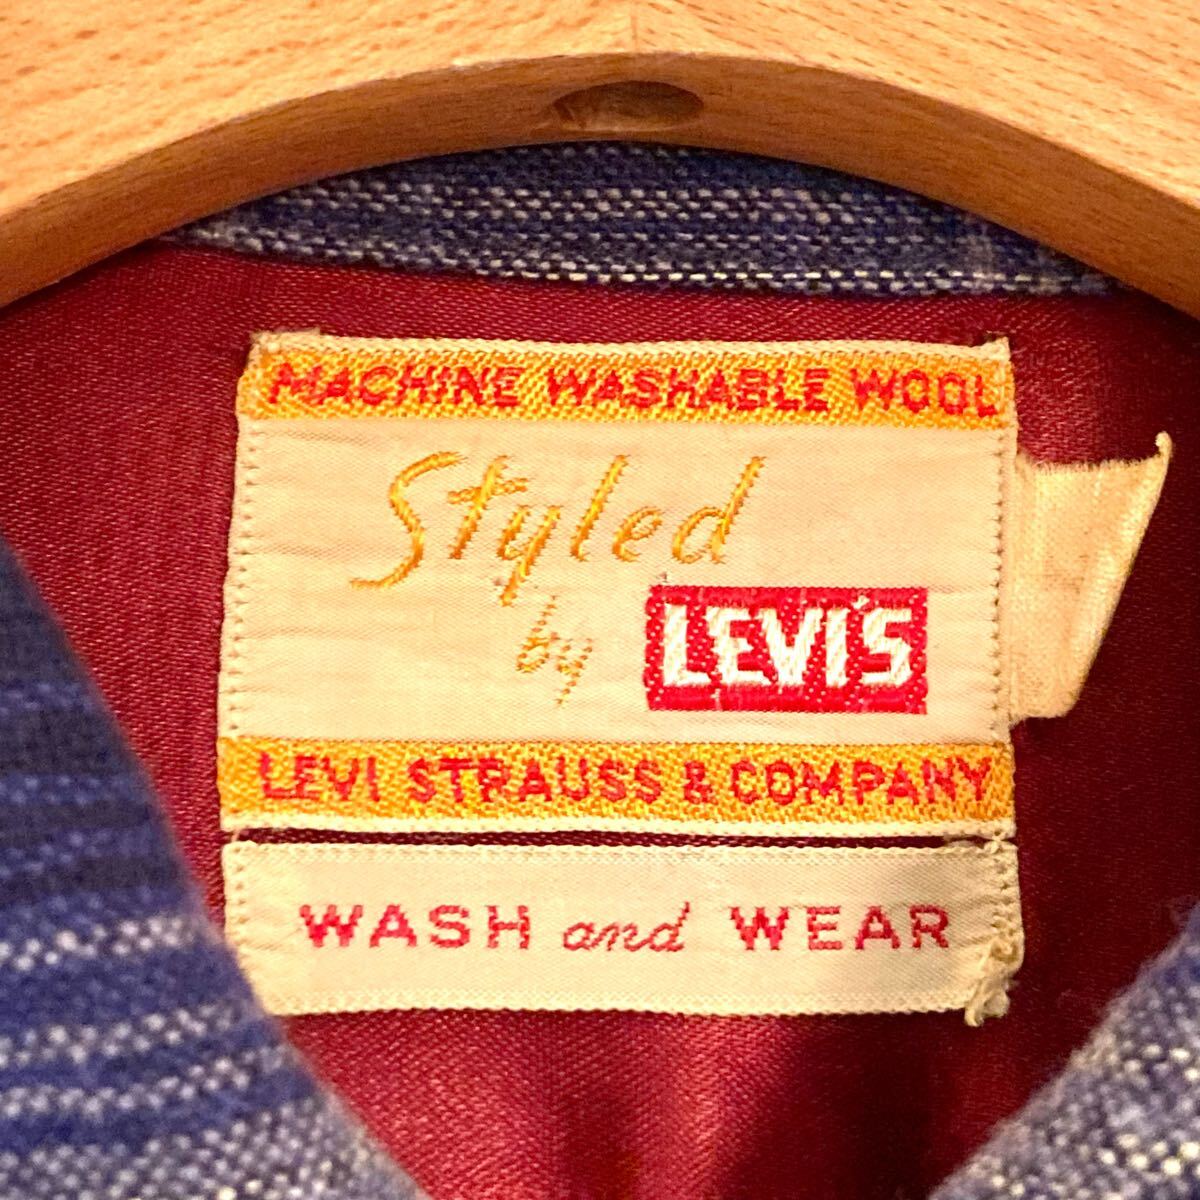 MACHINE WASHABLE WOOL
Styled
by LEVI'S
LEVI STRAUSS & COMPANY
WASH and WEAR